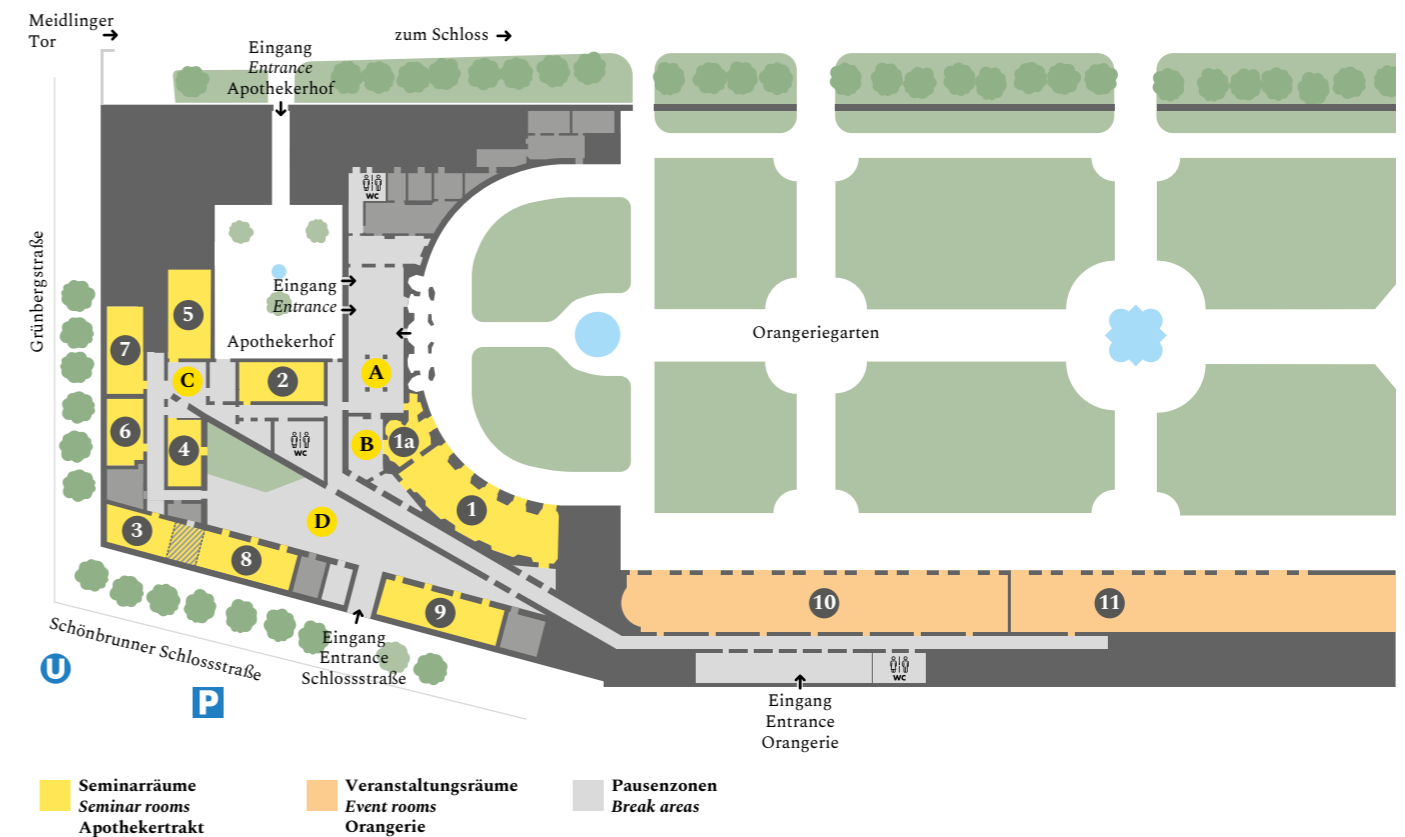 Meidlinger
Tor
zum Schloss
Eingang
Entrance
Apothekerhof
WC
Grünbergstraße
Eingang
Entrance
Apothekerhof
Orangeriegarten
5
7
C
2
A
6
4
WC
B
1a
1
D
3
8
9
10
11
Schönbrunner Schlossstraße
U
P
Eingang
Entrance
Schlossstraße
WC
Eingang
Entrance
Orangerie
Seminarräume
Seminar rooms
Apothekertrakt
Veranstaltungsräume
Event rooms
Orangerie
Pausenzonen
Break areas